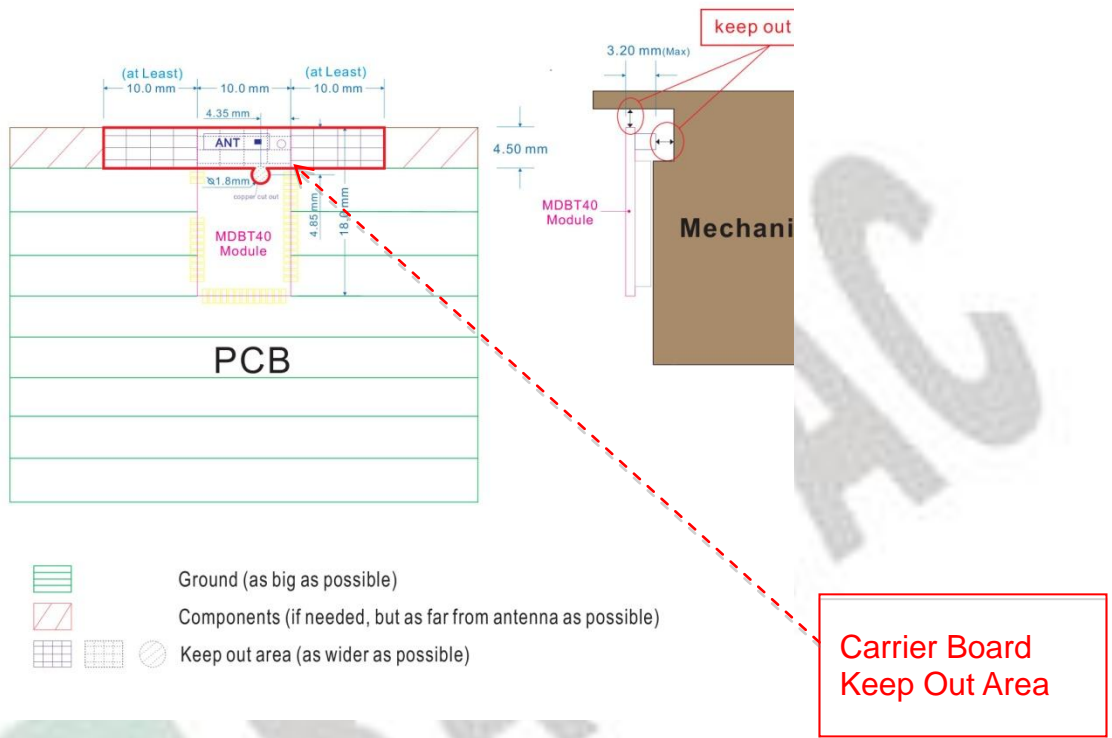 keep out
3.20 mm(Max)
(at Least)
(at Least)
10.0 mm
10.0 mm
10.0 mm
4.35 mm
ANT
4.50 mm
Ø1.8mm
copper cut out
4.85 mm
18.0 mm
MDBT40
Module
MDBT40
Module
Mechani
PCB
Ground (as big as possible)
Components (if needed, but as far from antenna as possible)
Keep out area (as wider as possible)
Carrier Board
Keep Out Area